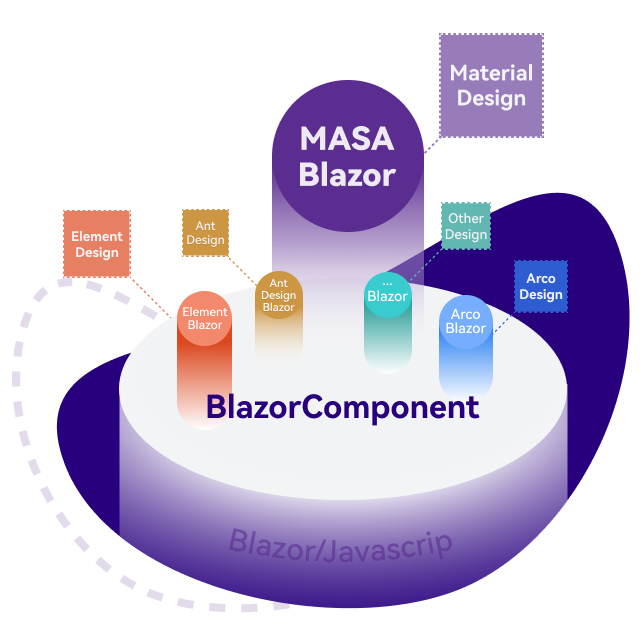 Material
Design
MASA
Blazor
Element
Design
Ant
Design
Other
Design
Arco
Design
Element
Blazor
Ant
Design
Blazor
...
Blazor
Arco
Blazor
BlazorComponent
Blazor/Javascrip